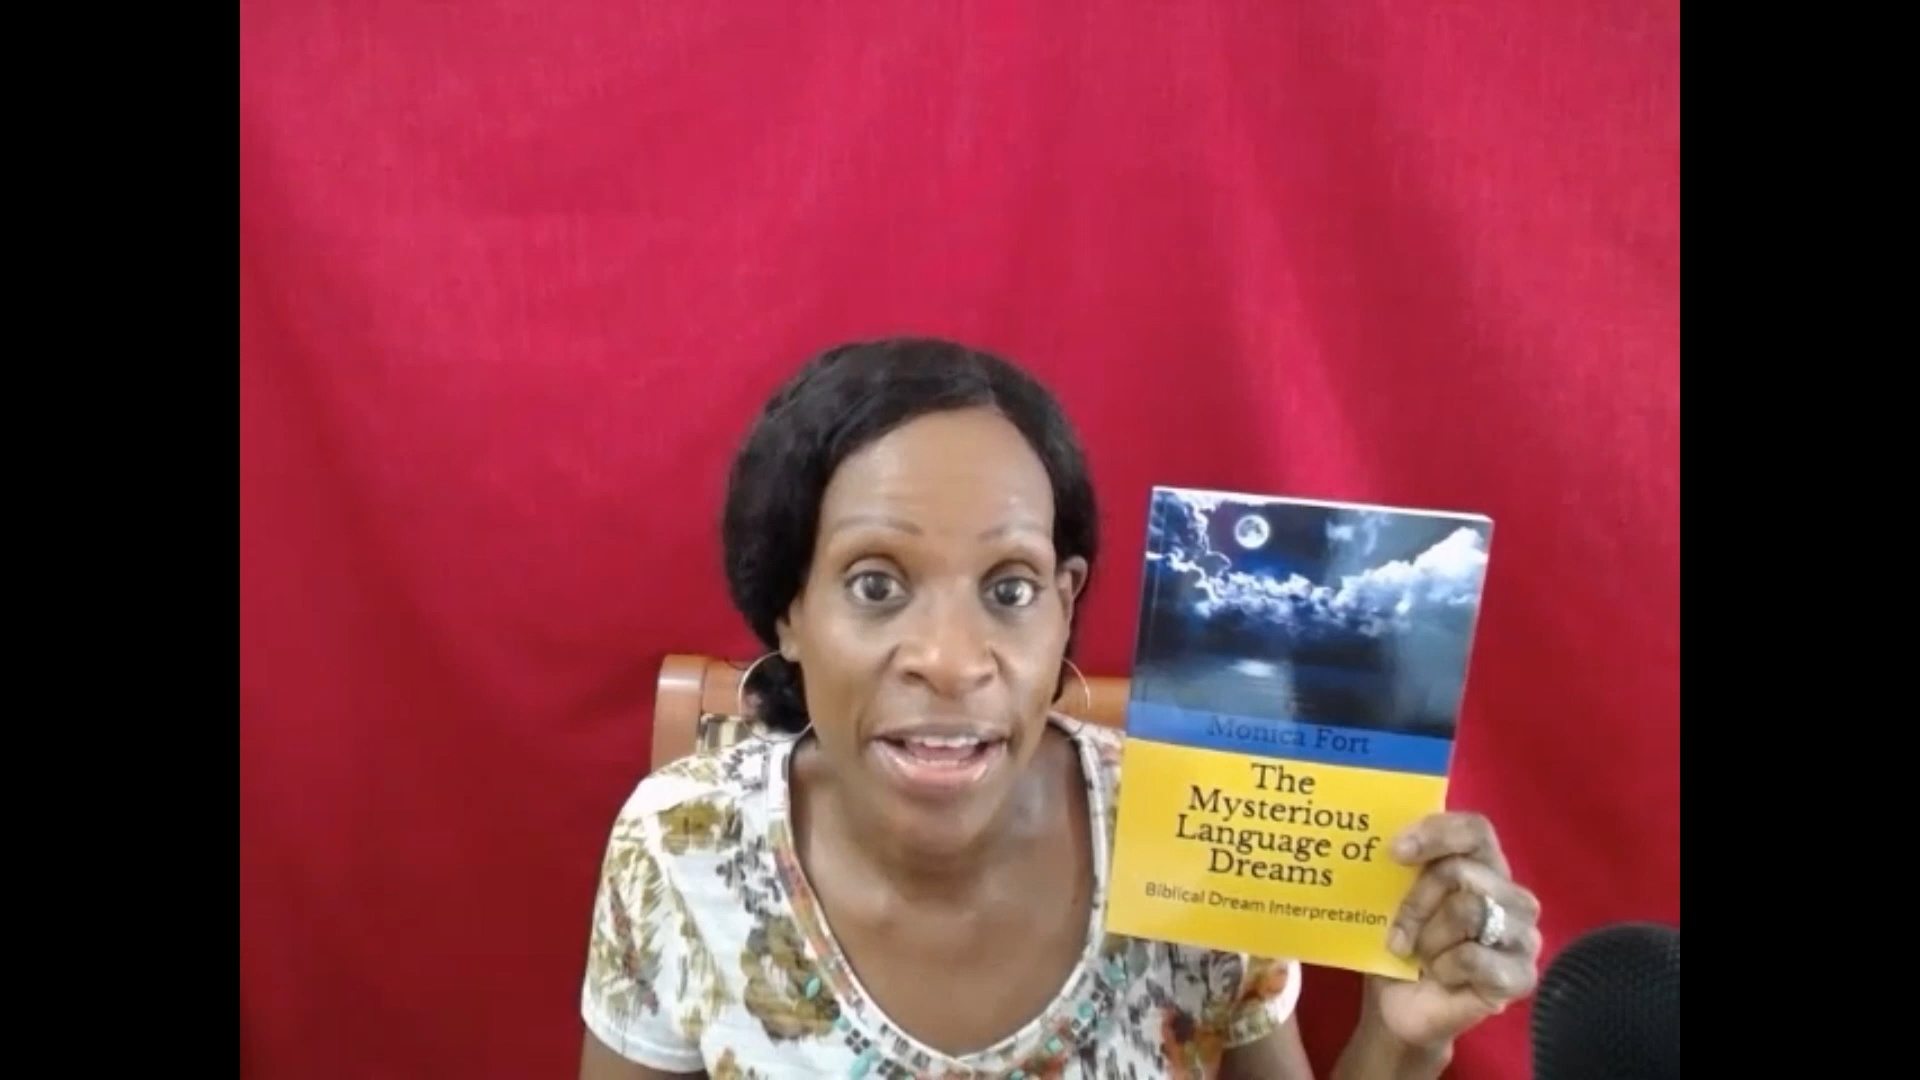 Monica Fort
The
Mysterious
Language of
Dreams
Biblical Dream Interpretation